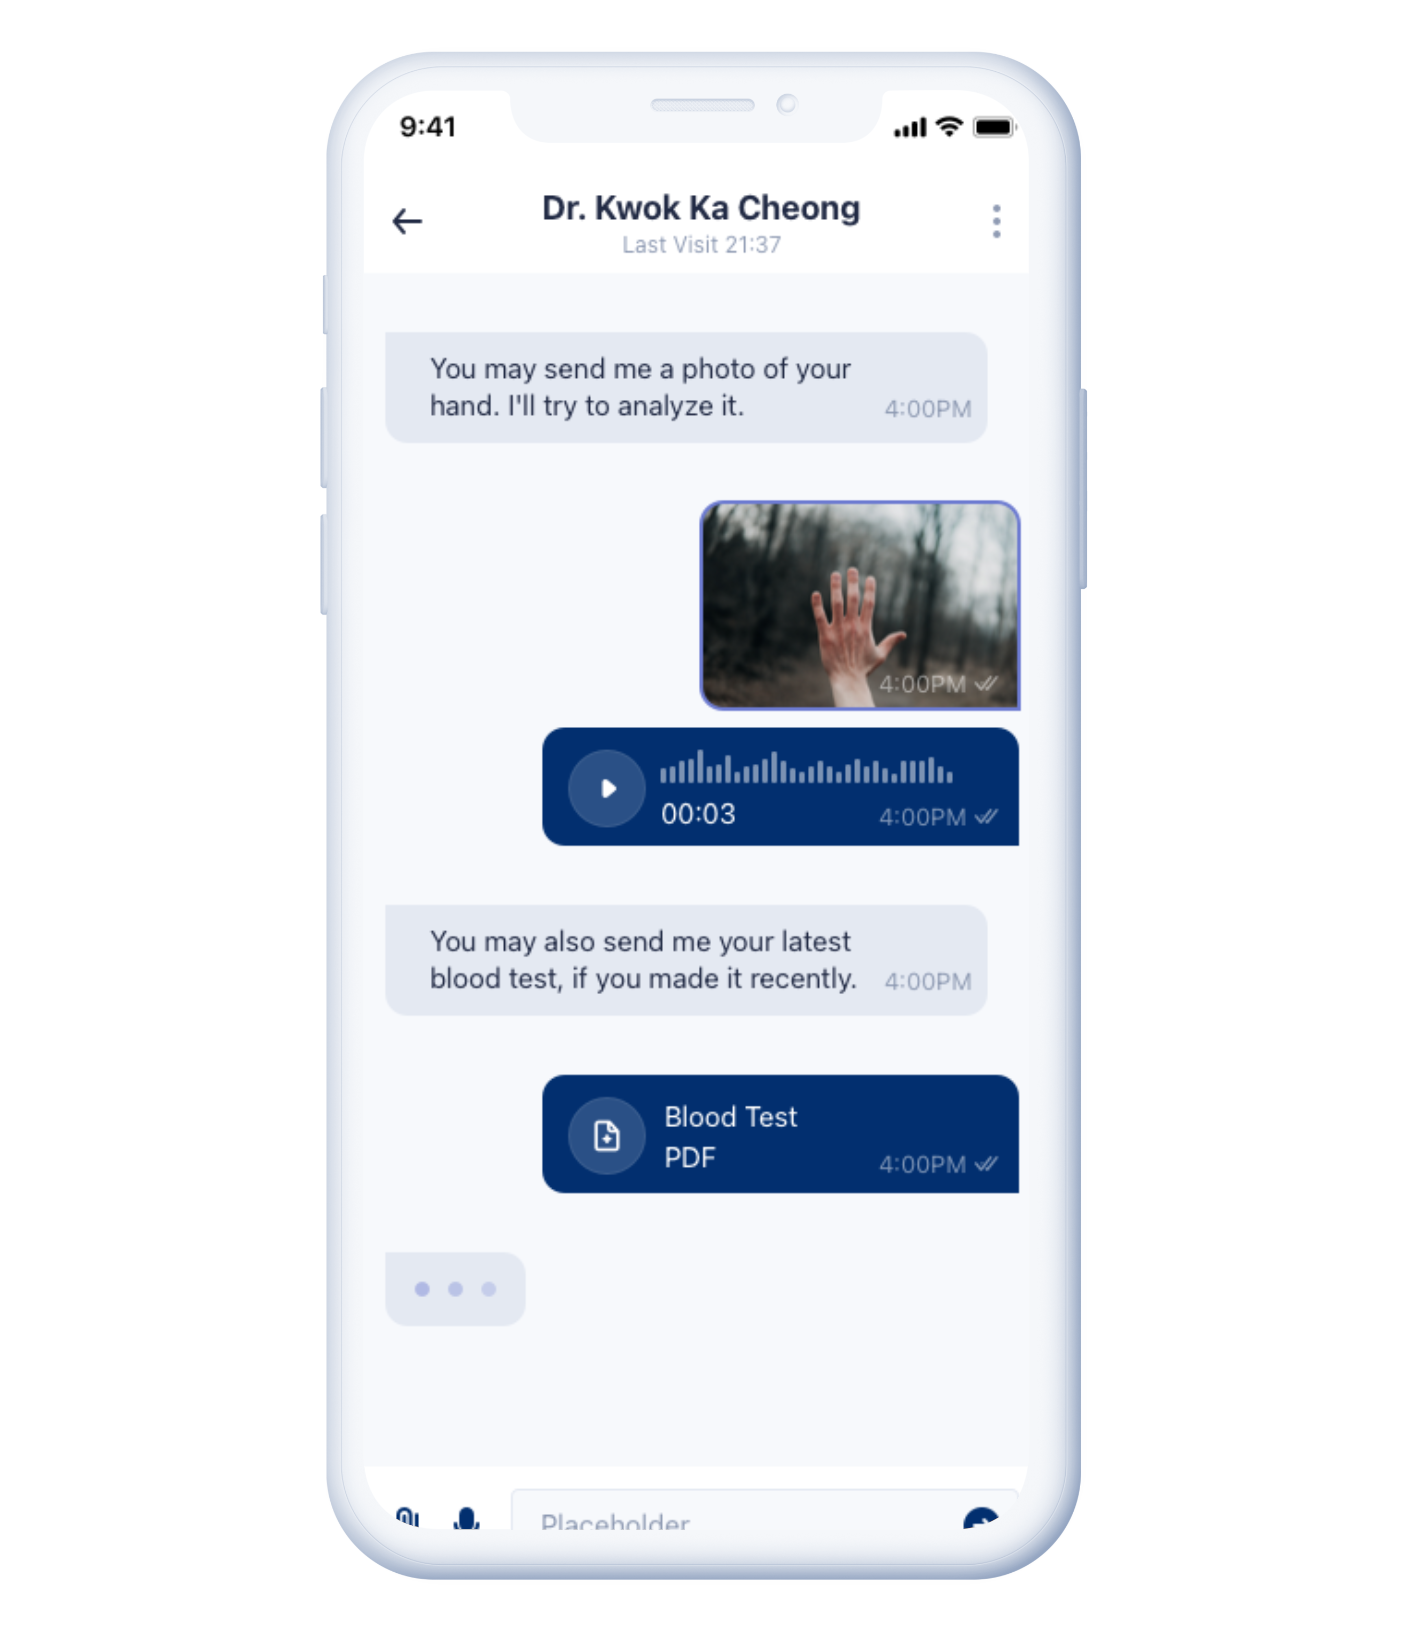 9:41
Dr. Kwok Ka Cheong
Last Visit 21:37
You may send me a photo of your
hand. I'll try to analyze it.
4:00PM
4:00PM
00:03
4:00PM
You may also send me your latest
blood test, if you made it recently.
4:00PM
Blood Test
PDF
4:00PM
Placeholder